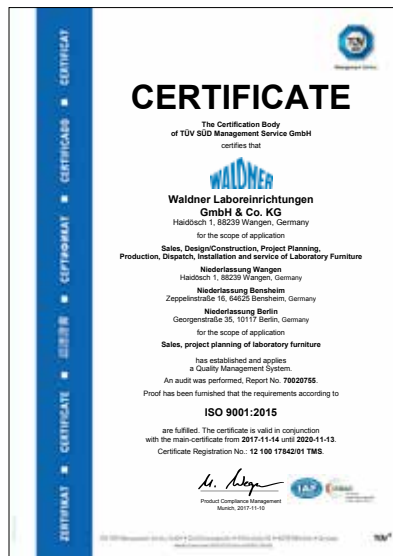 TÜV
SÜD
Management Service
CERTIFICATE
The Certification Body
of TÜV SÜD Management Service GmbH
certifies that
WALDNER
Waldner Laboreinrichtungen
GmbH & Co. KG
Haidösch 1, 88239 Wangen, Germany
for the scope of application
Sales, Design/Construction, Project Planning,
Production, Dispatch, Installation and service of Laboratory Furniture
Niederlassung Wangen
Haidösch 1, 88239 Wangen, Germany
Niederlassung Bensheim
Zeppelinstraße 16, 64625 Bensheim, Germany
Niederlassung Berlin
Georgenstraße 35, 10117 Berlin, Germany
for the scope of application
Sales, project planning of laboratory furniture
has established and applies
a Quality Management System.
An audit was performed, Report No. 70020755.
Proof has been furnished that the requirements according to
ISO 9001:2015
are fulfilled. The certificate is valid in conjunction
with the main-certificate from 2017-11-14 until 2020-11-13.
Certificate Registration No.: 12 100 17842/01 TMS.
Product Compliance Management
Munich, 2017-11-10
IAF
TÜV®
ZERTIFIKAT ■ CERTIFICATE ■
■ СЕРТИФИКАТ ■ CERTIFICADO ■ CERTIFICAT